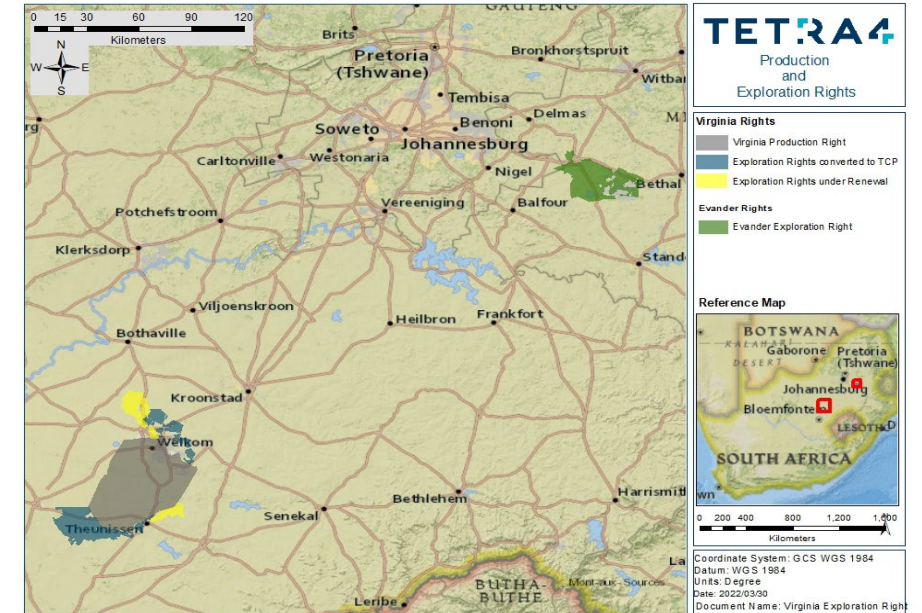 0 15 30 60 90 120
Kilometers
N
W E
S
GAUTENG
Brits
Pretoria
(Tshwane)
Bronkhorstspruit
Witba
Tembisa
Delmas
Benoni
Soweto
Johannesburg
Carltonville
Westonaria
Nigel
Bethal
Vereeniging
Balfour
Potchefstroom
Klerksdorp
Stand
Viljoenskroon
Heilbron
Frankfort
Bothaville
Kroonstad
Welkom
Bethlehem
Harrismit
Senekal
Theunissen
BUTHA-
BUTHE
Mont-aux-Sources
La
Leribe
TETRA4
Production
and
Exploration Rights
Virginia Rights
Virginia Production Right
Exploration Rights converted to TCP
Exploration Rights under Renewal
Evander Rights
Evander Exploration Right
Reference Map
BOTSWANA
KALAHARI
DESERT
Gaborone
Pretoria
(Tshwane)
Johannesburg
Bloemfontein
LESOTHO
D
SOUTH AFRICA
wn
0 200 400 800 1,200 1,600
Kilometers
Coordinate System: GCS WGS 1984
Datum: WGS 1984
Units: Degree
Date: 2022/03/30
Document Name: Virginia Exploration Right